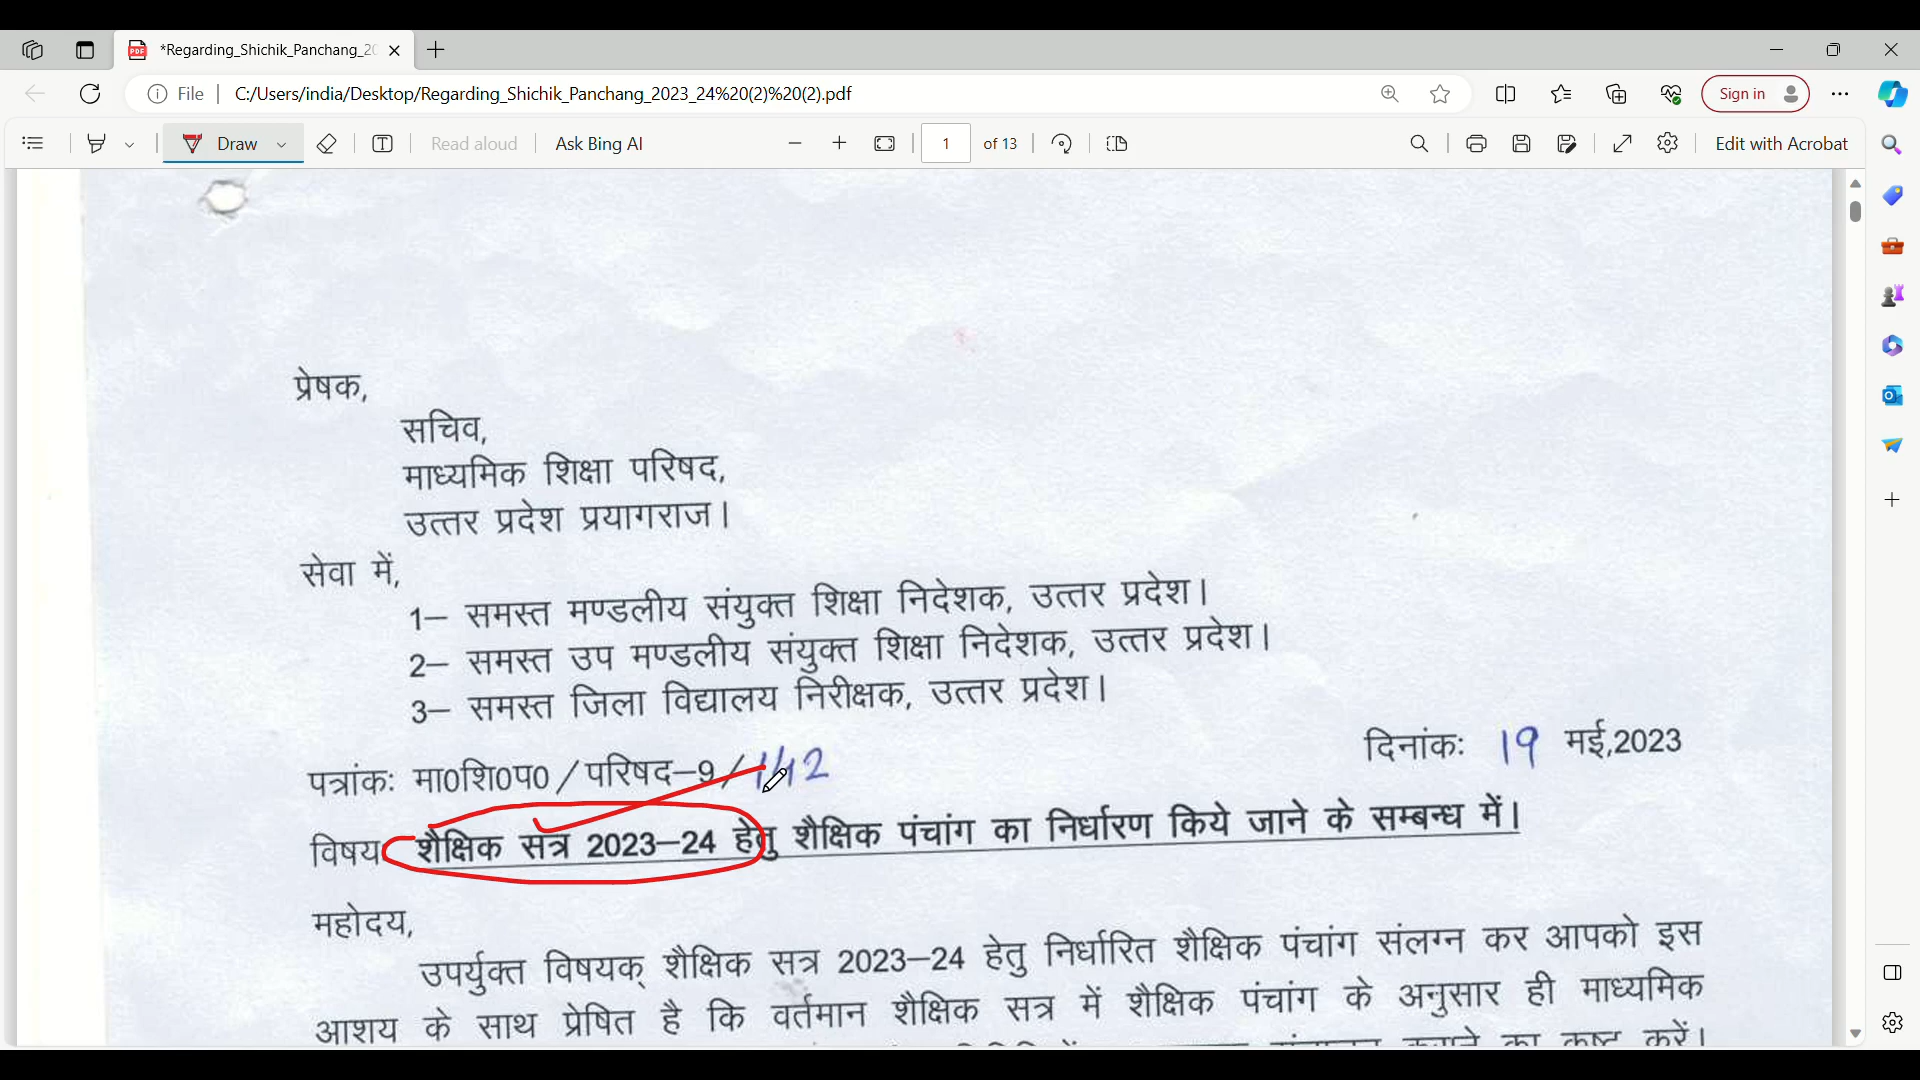 *Regarding_Shichik_Panchang_20
File
C:/Users/india/Desktop/Regarding_Shichik_Panchang_2023_24%20(2)%20(2).pdf
Sign in
Draw
Read aloud
Ask Bing AI
1 of 13
Edit with Acrobat
प्रेषक,
सचिव,
माध्यमिक शिक्षा परिषद,
उत्तर प्रदेश प्रयागराज।
सेवा में,
1– समस्त मण्डलीय संयुक्त शिक्षा निदेशक, उत्तर प्रदेश।
2– समस्त उप मण्डलीय संयुक्त शिक्षा निदेशक, उत्तर प्रदेश।
3– समस्त जिला विद्यालय निरीक्षक, उत्तर प्रदेश।
पत्रांकः मा0शि0प0/परिषद–9/142 दिनांकः 19 मई,2023
विषय शैक्षिक सत्र 2023–24 हेतु शैक्षिक पंचांग का निर्धारण किये जाने के सम्बन्ध में।
महोदय,
उपर्युक्त विषयक् शैक्षिक सत्र 2023–24 हेतु निर्धारित शैक्षिक पंचांग संलग्न कर आपको इस
आशय के साथ प्रेषित है कि वर्तमान शैक्षिक सत्र में शैक्षिक पंचांग के अनुसार ही माध्यमिक
का कष्ट करें।